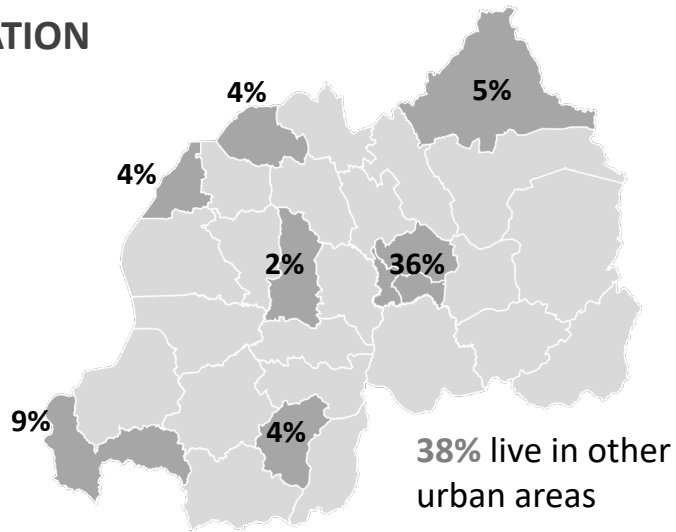 ATION
4%
5%
4%
2%
36%
9%
4%
38% live in other
urban areas